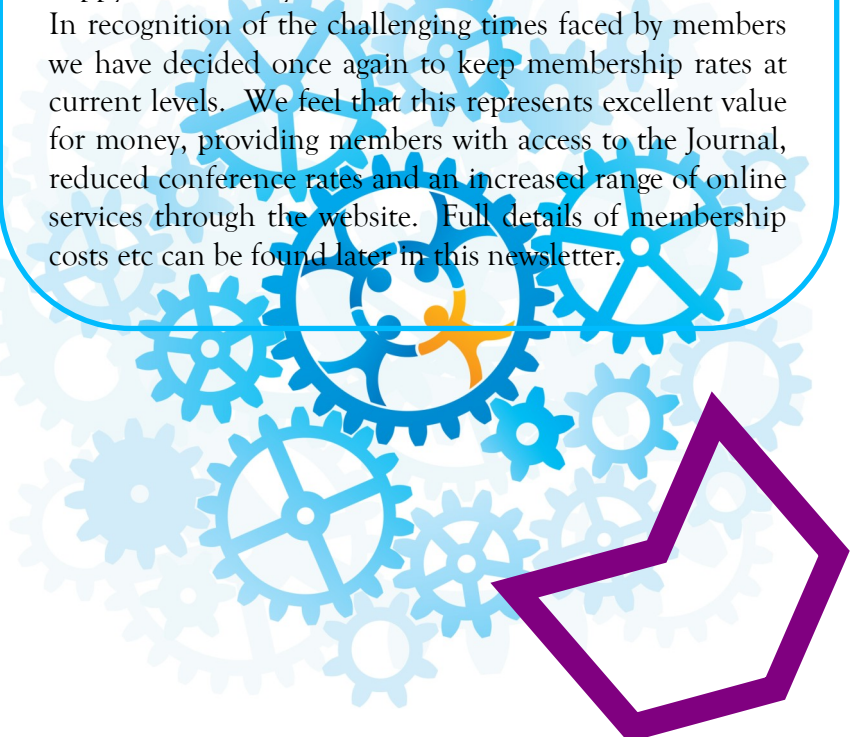 In recognition of the challenging times faced by members
we have decided once again to keep membership rates at
current levels. We feel that this represents excellent value
for money, providing members with access to the Journal,
reduced conference rates and an increased range of online
services through the website. Full details of membership
costs etc can be found later in this newsletter.